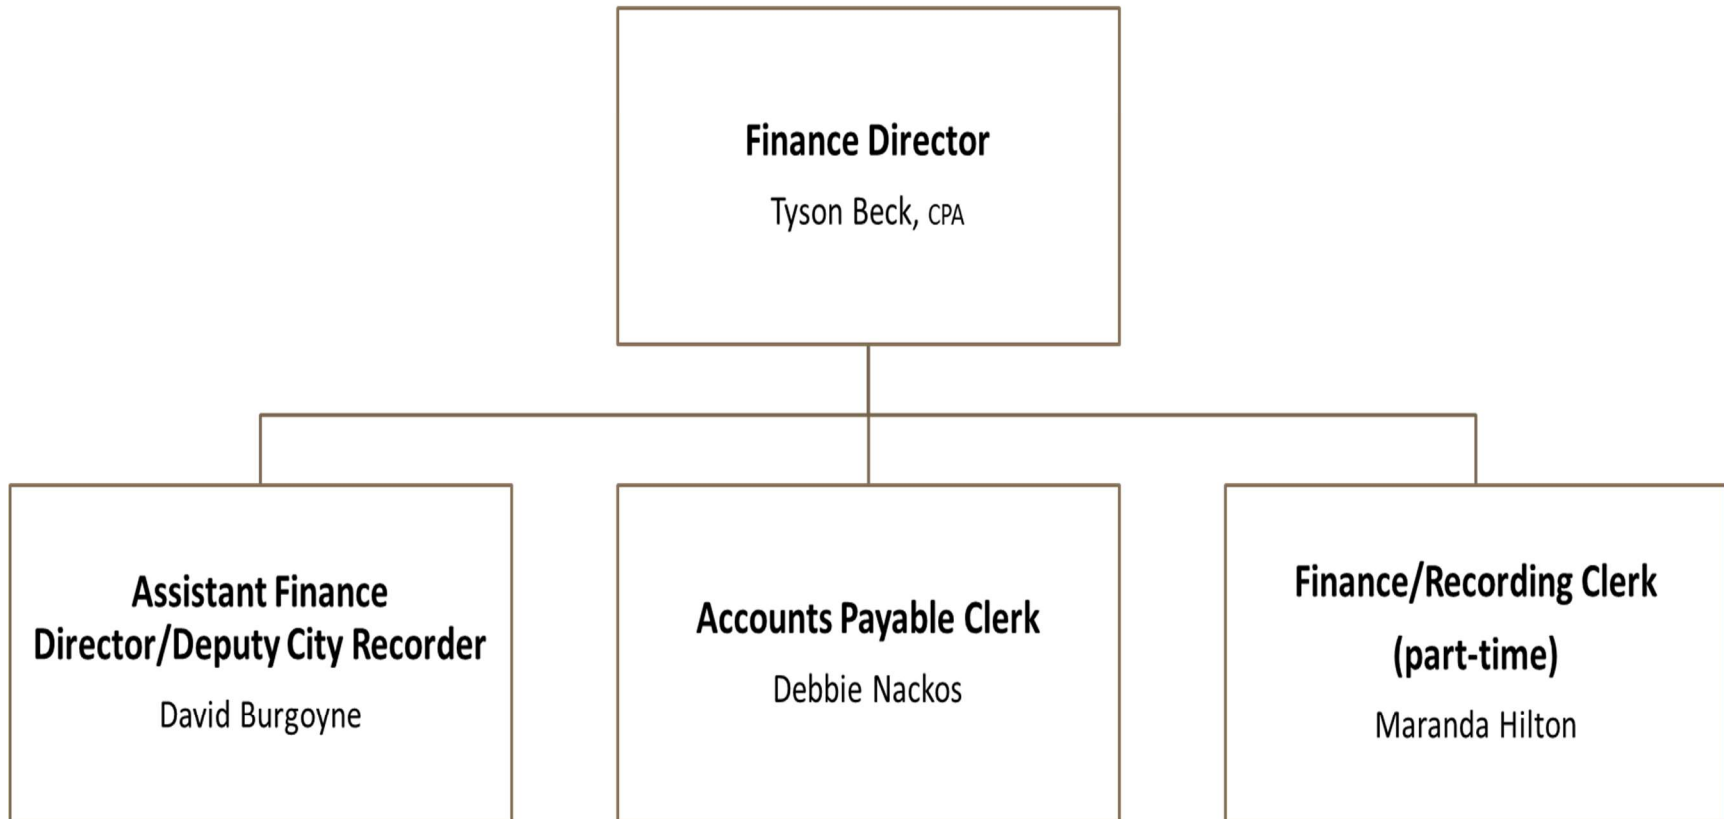 Finance Director
Tyson Beck, CPA
Assistant Finance
Director/Deputy City Recorder
David Burgoyne
Accounts Payable Clerk
Debbie Nackos
Finance/Recording Clerk
(part-time)
Maranda Hilton